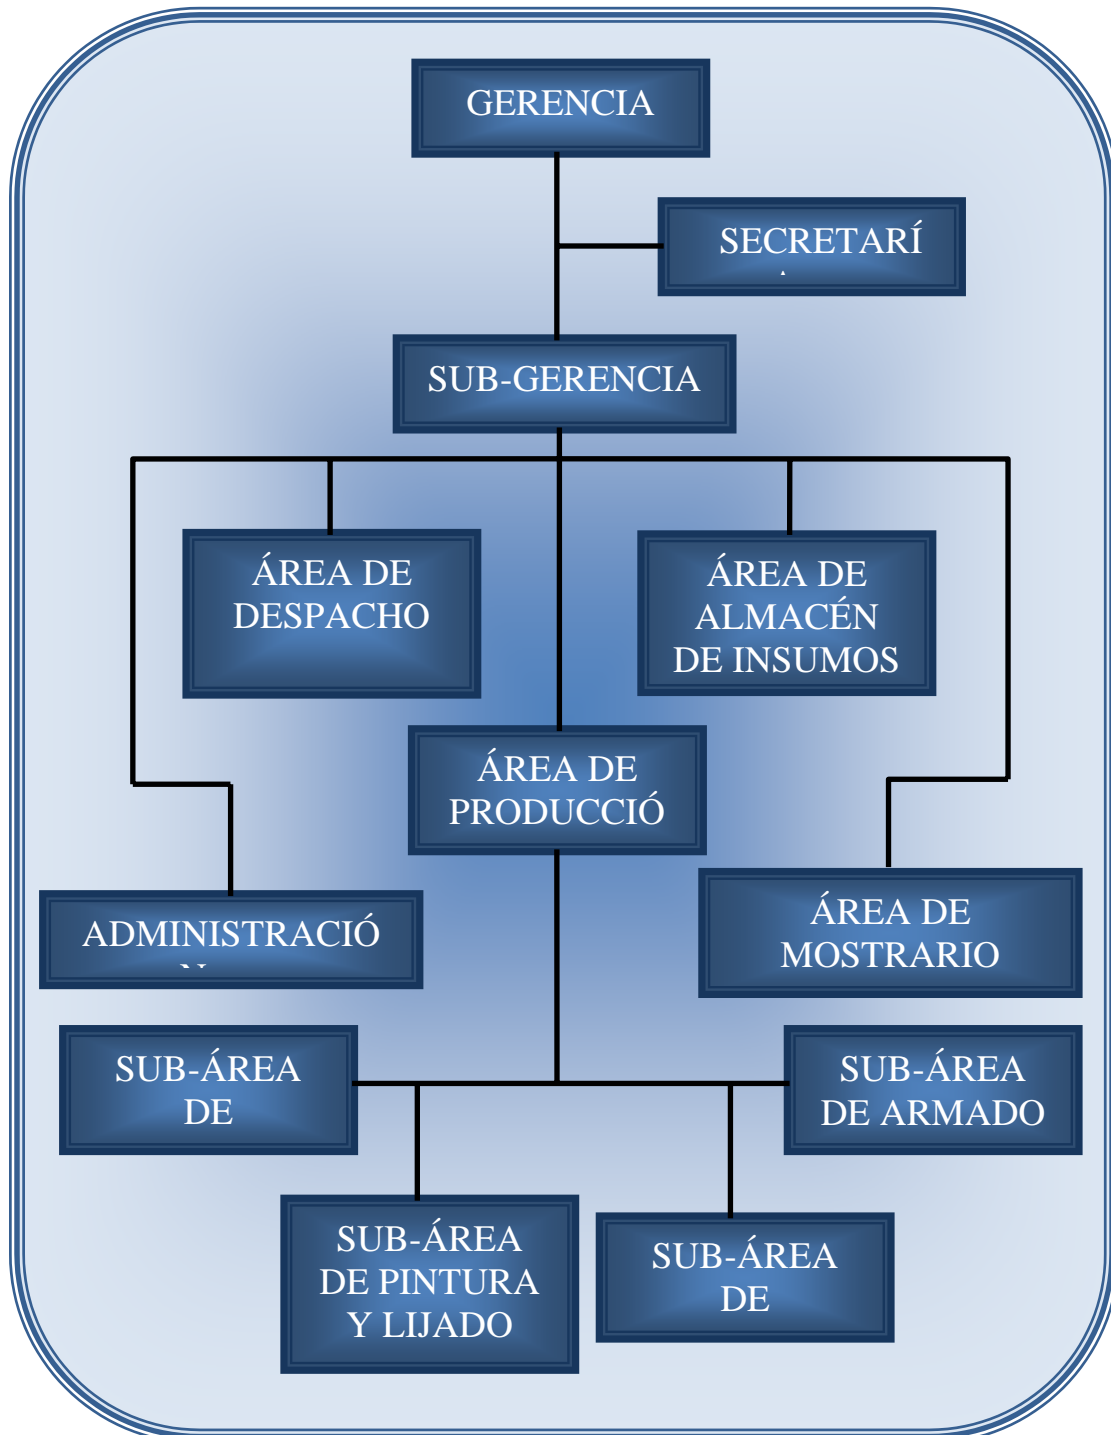 GERENCIA
SECRETARÍ
SUB-GERENCIA
ÁREA DE
DESPACHO
ÁREA DE
ALMACÉN
DE INSUMOS
ÁREA DE
PRODUCCIÓ
ADMINISTRACIÓ
N
ÁREA DE
MOSTRARIO
SUB-ÁREA
DE
SUB-ÁREA
DE ARMADO
SUB-ÁREA
DE PINTURA
Y LIJADO
SUB-ÁREA
DE